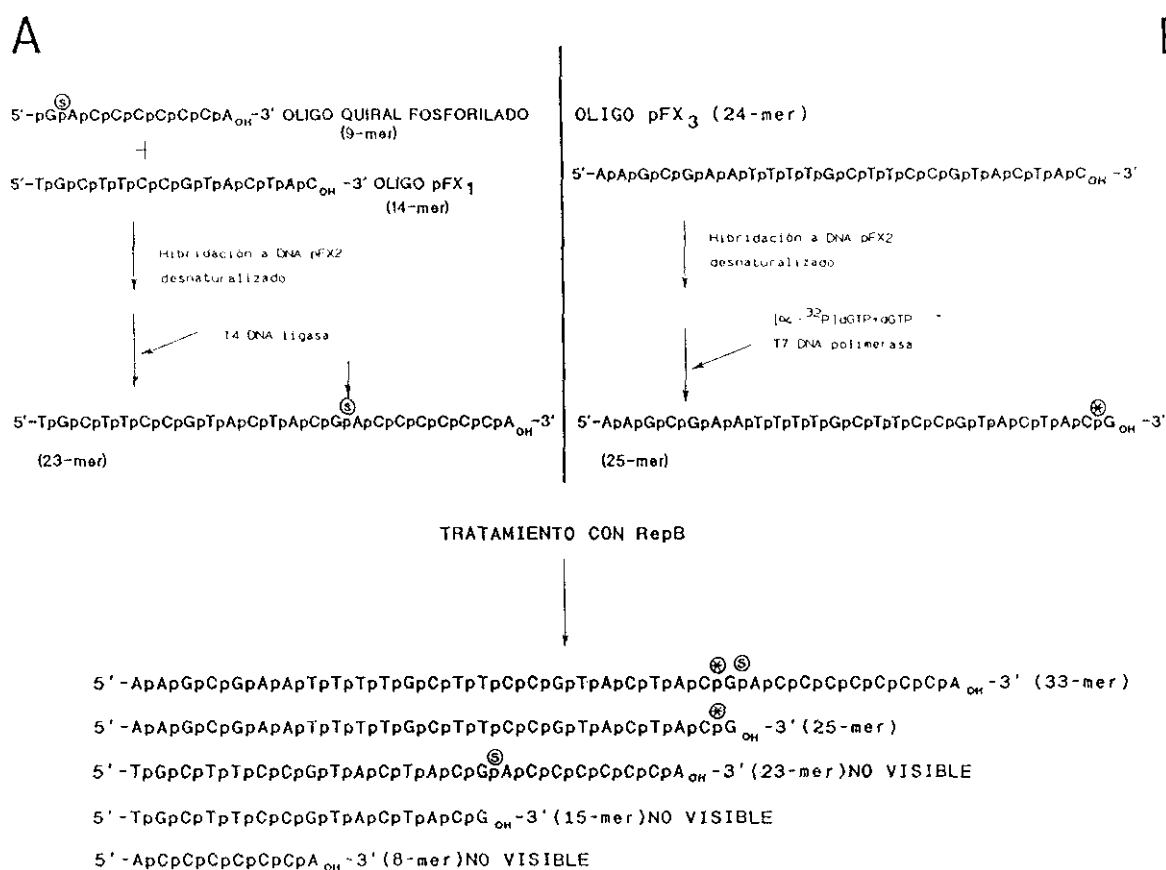 A
5'-pGpApCpCpCpCpCpCpA OH-3' OLIGO QUIRAL FOSFORILADO
(9-mer)
5'-TpGpCpTpTpCpCpGpTpApCpTpApC OH -3' OLIGO pFX1
(14-mer)
Hibridación a DNA pFX2
desnaturalizado
T4 DNA ligasa
S
5'-TpGpCpTpTpCpCpGpTpApCpTpApCpGpApCpCpCpCpCpCpA OH-3'
(23-mer)
OLIGO pFX3 (24-mer)
5'-ApApGpCpGpApApTpTpTpTpGpCpTpTpCpCpGpTpApCpTpApC OH -3'
Hibridación a DNA pFX2
desnaturalizado
[α-32P]dGTP+dGTP
T7 DNA polimerasa
*
5'-ApApGpCpGpApApTpTpTpTpGpCpTpTpCpCpGpTpApCpTpApCpG OH -3'
(25-mer)
TRATAMIENTO CON RepB
* S
5'-ApApGpCpGpApApTpTpTpTpGpCpTpTpCpCpGpTpApCpTpApCpGpApCpCpCpCpCpCpA OH-3' (33-mer)
*
5'-ApApGpCpGpApApTpTpTpTpGpCpTpTpCpCpGpTpApCpTpApCpG OH-3'(25-mer)
S
5'-TpGpCpTpTpCpCpGpTpApCpTpApCpGpApCpCpCpCpCpCpA OH-3'(23-mer)NO VISIBLE
5'-TpGpCpTpTpCpCpGpTpApCpTpApCpG OH-3'(15-mer)NO VISIBLE
5'-ApCpCpCpCpCpCpA OH-3'(8-mer)NO VISIBLE